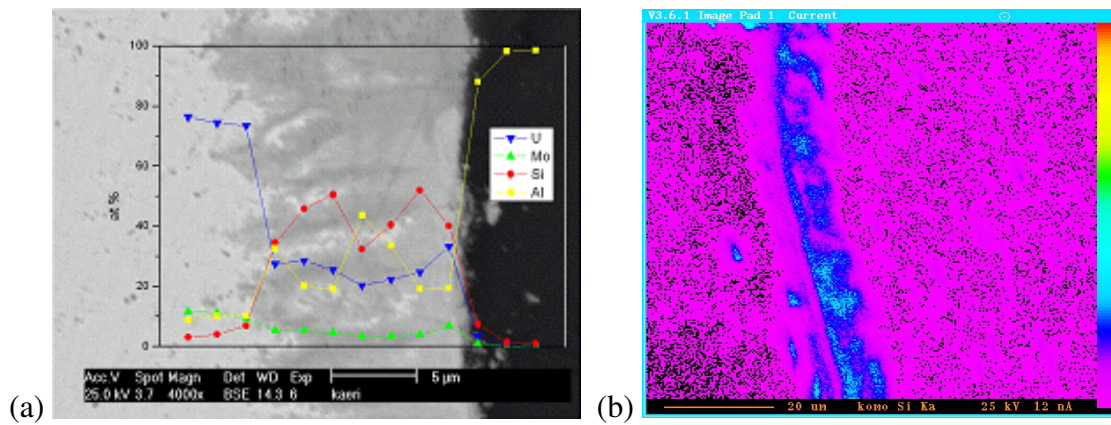 (a)
100
80
60
40
20
0
at %
U
Mo
Si
Al
Acc.V Spot Magn Det WD Exp 5 µm
25.0 kV 3.7 4000x BSE 14.3 6 kaeri
(b)
V3.6.1 Image Pad 1 Current
20 um komo Si Ka 25 kV 12 nA